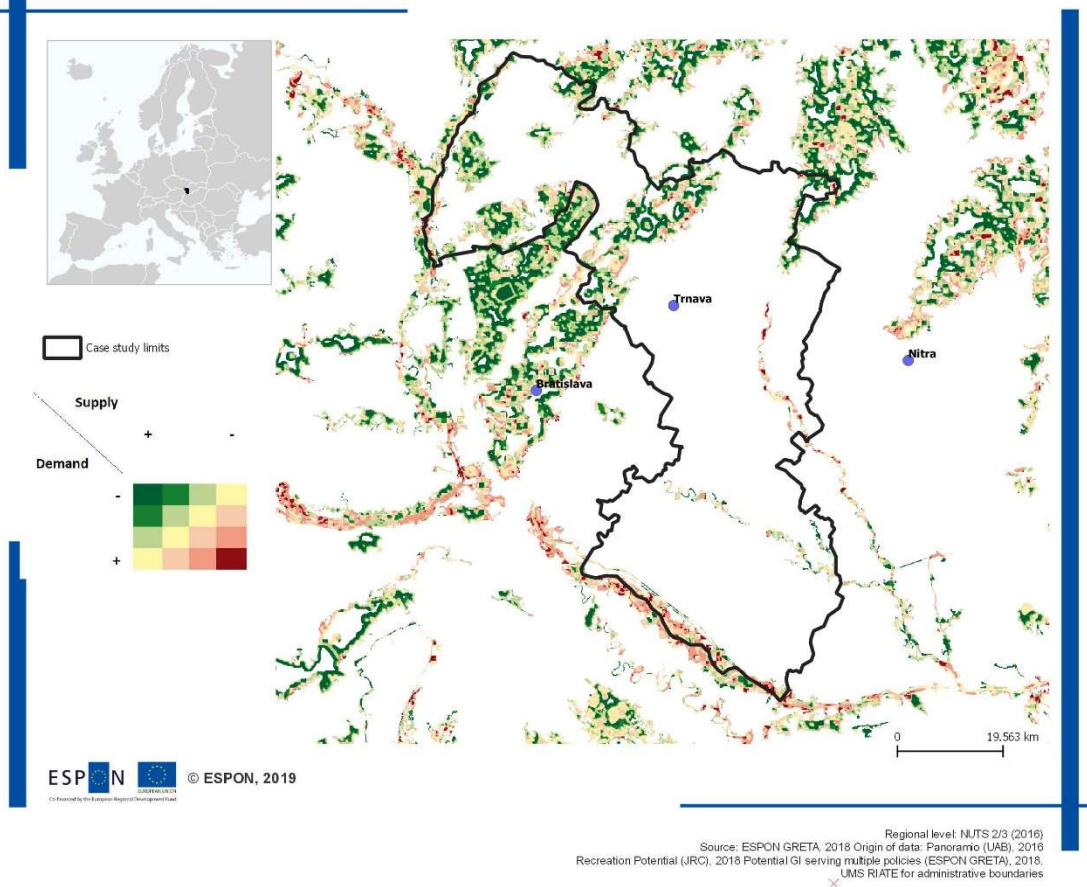 Trnava
Nitra
Bratislava
Case study limits
Supply
+ -
Demand
-
+
0 19.563 km
ESPON
EUROPEAN UNION
© ESPON, 2019
Co-financed by the European Regional Development Fund
Regional level: NUTS 2/3 (2016)
Source: ESPON GRETA, 2018 Origin of data: Panoramio (UAB), 2016
Recreation Potential (JRC), 2018 Potential GI serving multiple policies (ESPON GRETA), 2018,
UMS RIATE for administrative boundaries